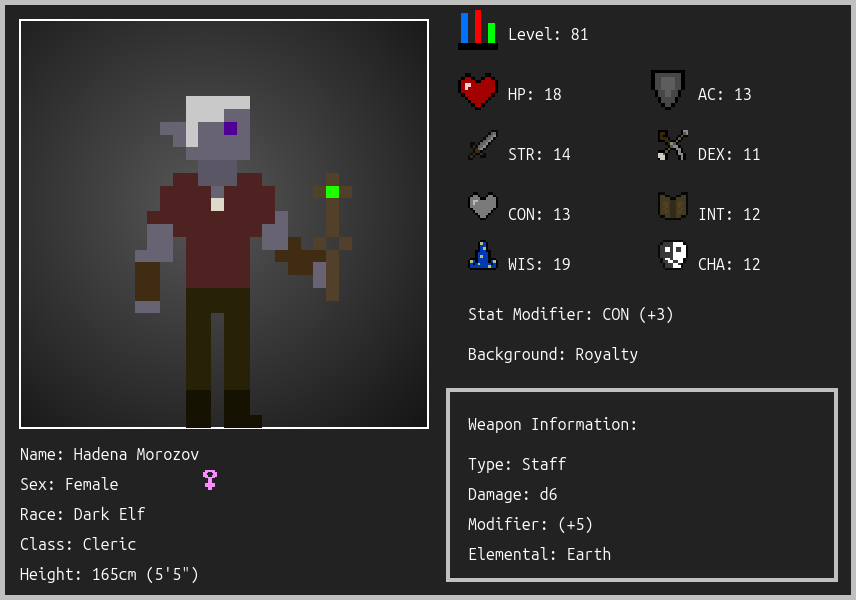 Level: 81
HP: 18
AC: 13
STR: 14
DEX: 11
CON: 13
INT: 12
WIS: 19
CHA: 12
Stat Modifier: CON (+3)
Background: Royalty
Weapon Information:
Type: Staff
Damage: d6
Modifier: (+5)
Elemental: Earth
Name: Hadena Morozov
Sex: Female
Race: Dark Elf
Class: Cleric
Height: 165cm (5'5")